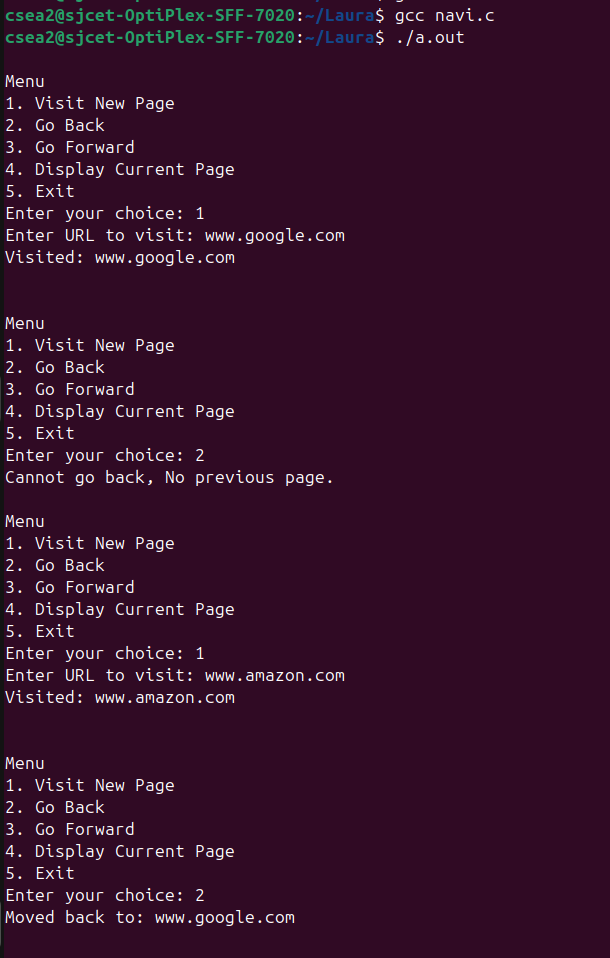 csea2@sjcet-OptiPlex-SFF-7020:~/Laura$ gcc navi.c
csea2@sjcet-OptiPlex-SFF-7020:~/Laura$ ./a.out
Menu
1. Visit New Page
2. Go Back
3. Go Forward
4. Display Current Page
5. Exit
Enter your choice: 1
Enter URL to visit: www.google.com
Visited: www.google.com
Menu
1. Visit New Page
2. Go Back
3. Go Forward
4. Display Current Page
5. Exit
Enter your choice: 2
Cannot go back, No previous page.
Menu
1. Visit New Page
2. Go Back
3. Go Forward
4. Display Current Page
5. Exit
Enter your choice: 1
Enter URL to visit: www.amazon.com
Visited: www.amazon.com
Menu
1. Visit New Page
2. Go Back
3. Go Forward
4. Display Current Page
5. Exit
Enter your choice: 2
Moved back to: www.google.com